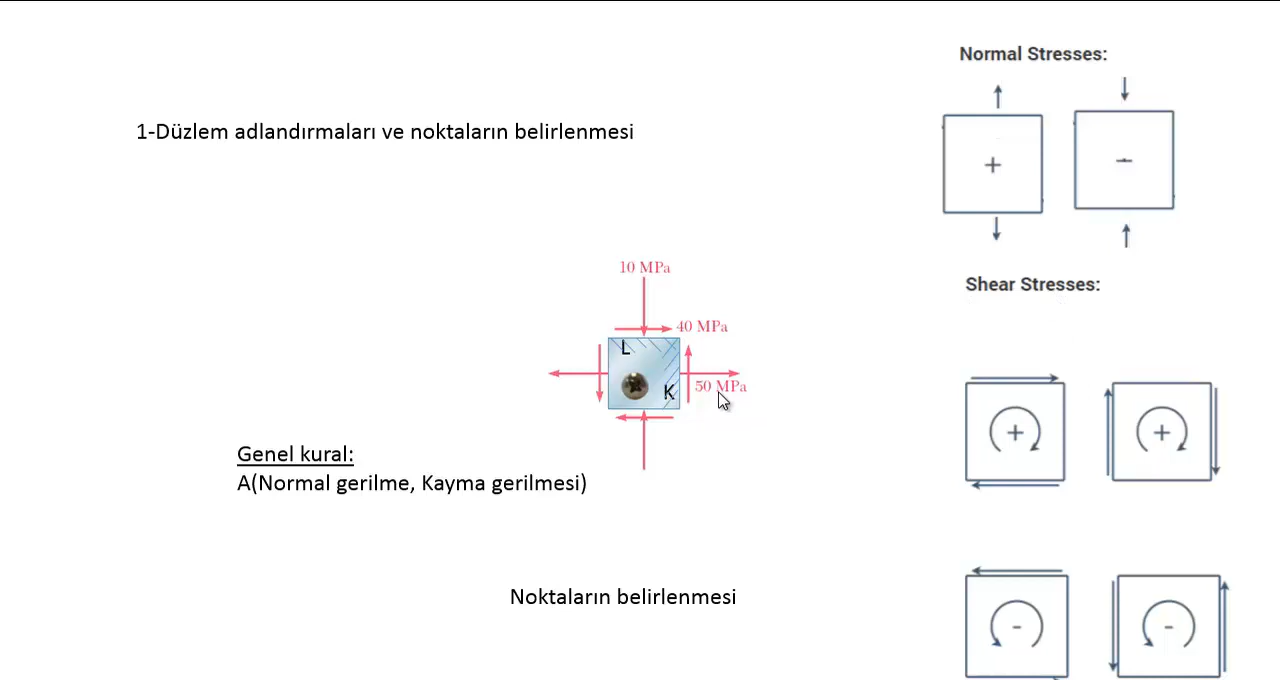 Normal Stresses:
1-Düzlem adlandırmaları ve noktaların belirlenmesi
+
-
10 MPa
Shear Stresses:
40 MPa
L
50 MPa
K
+
+
Genel kural:
A(Normal gerilme, Kayma gerilmesi)
Noktaların belirlenmesi
-
-